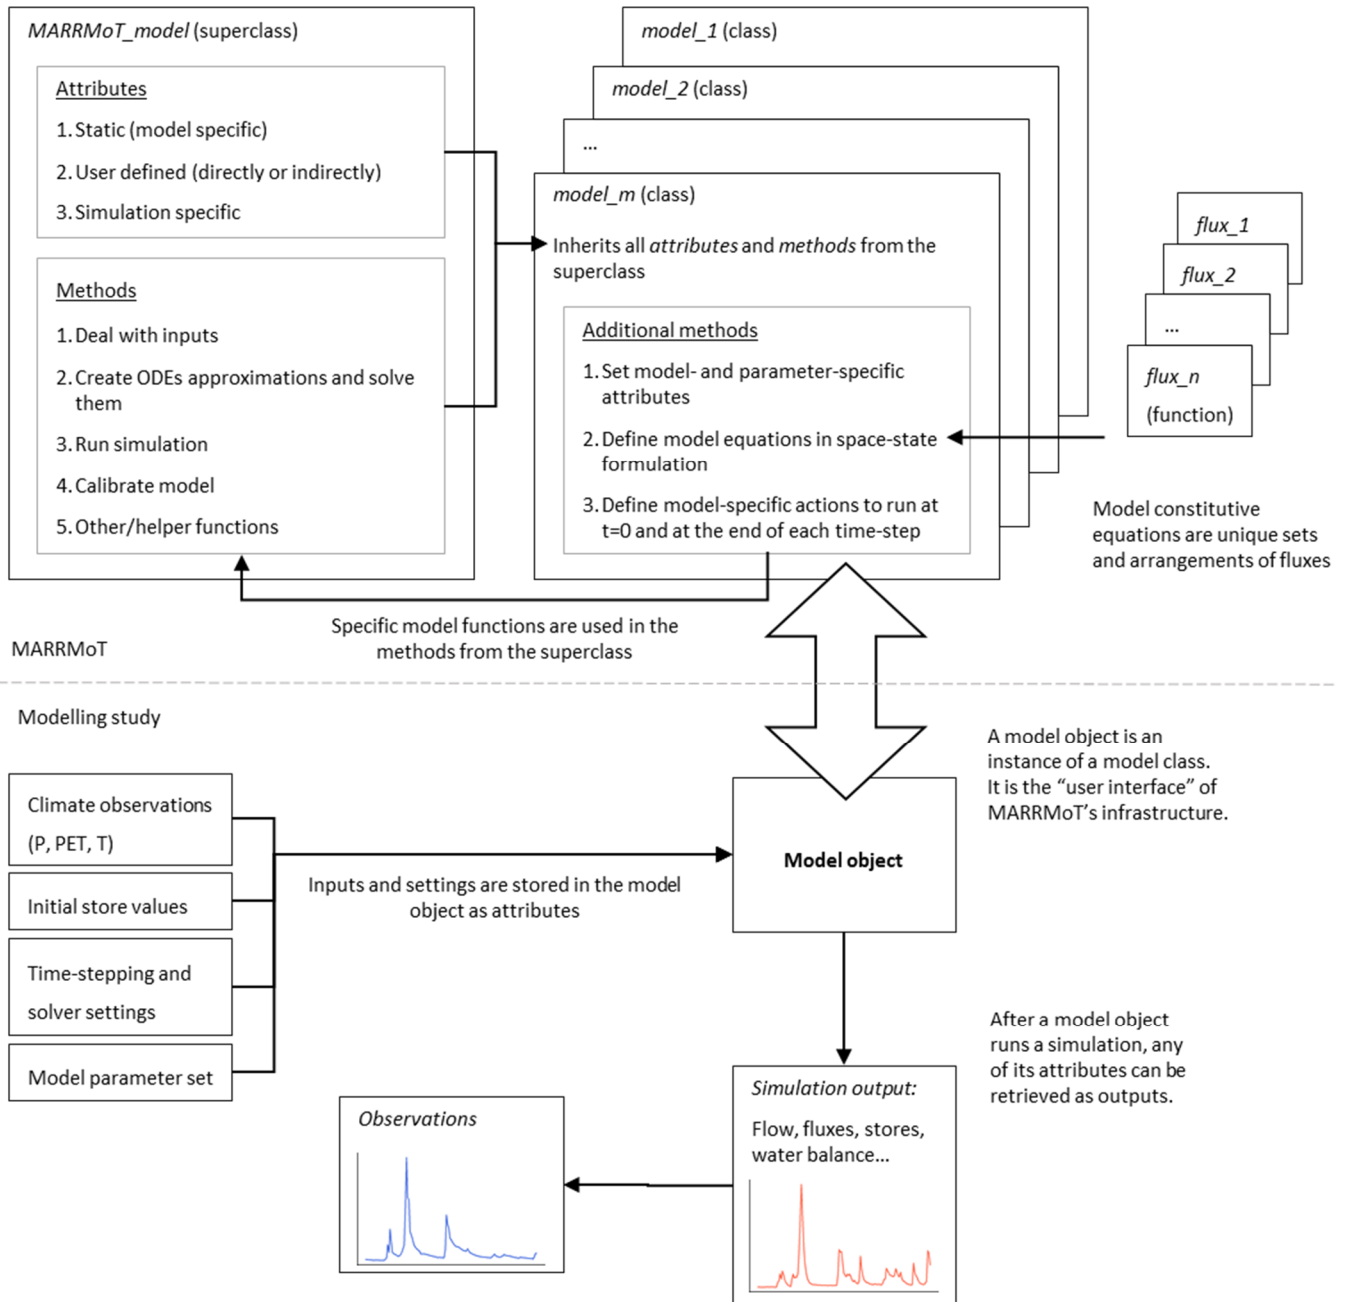 MARRMoT_model (superclass)
Attributes
1. Static (model specific)
2. User defined (directly or indirectly)
3. Simulation specific
Methods
1. Deal with inputs
2. Create ODEs approximations and solve
them
3. Run simulation
4. Calibrate model
5. Other/helper functions
model_1 (class)
model_2 (class)
...
model_m (class)
Inherits all attributes and methods from the
superclass
Additional methods
1. Set model- and parameter-specific
attributes
2. Define model equations in space-state
formulation
3. Define model-specific actions to run at
t=0 and at the end of each time-step
flux_1
flux_2
...
flux_n
(function)
Model constitutive
equations are unique sets
and arrangements of fluxes
Specific model functions are used in the
methods from the superclass
MARRMoT
Modelling study
Climate observations
(P, PET, T)
Initial store values
Time-stepping and
solver settings
Model parameter set
Inputs and settings are stored in the model
object as attributes
Model object
A model object is an
instance of a model class.
It is the “user interface” of
MARRMoT’s infrastructure.
After a model object
runs a simulation, any
of its attributes can be
retrieved as outputs.
Simulation output:
Flow, fluxes, stores,
water balance...
Observations